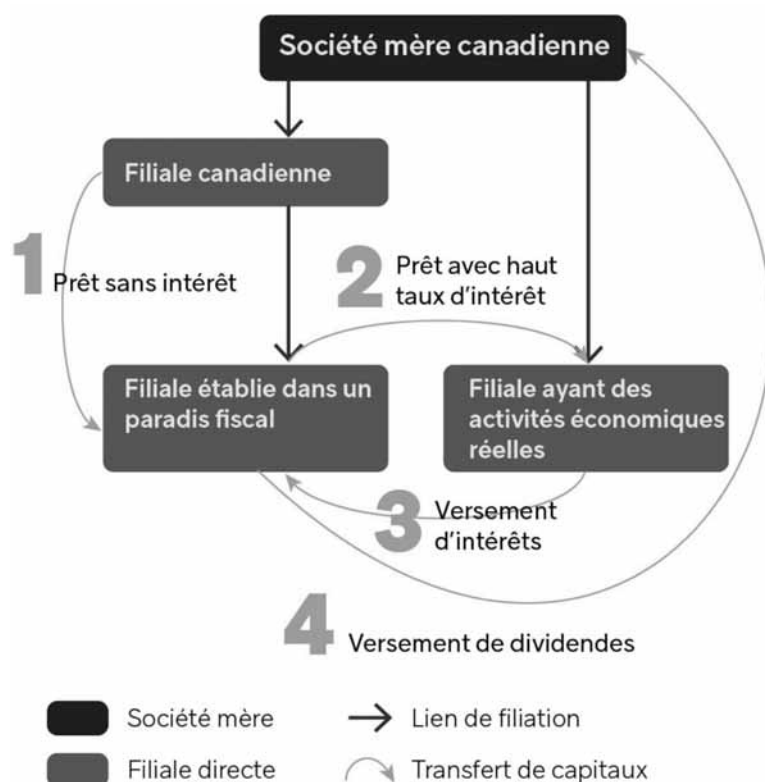 Société mère canadienne
Filiale canadienne
1
Prêt sans intérêt
2
Prêt avec haut
taux d'intérêt
Filiale établie dans un
paradis fiscal
Filiale ayant des
activités économiques
réelles
3
Versement
d'intérêts
4
Versement de dividendes
Société mère
Lien de filiation
Filiale directe
Transfert de capitaux